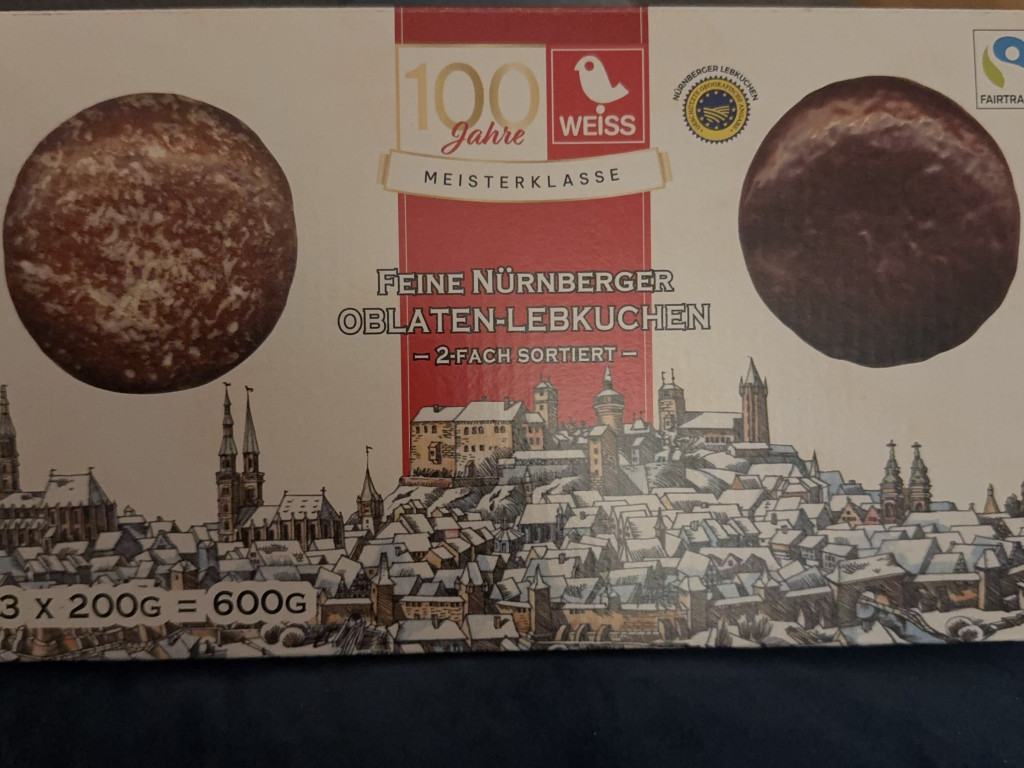 100
Jahre
WEISS
MEISTERKLASSE
NÜRNBERGER LEBKUCHEN
FAIRTRA
FEINE NÜRNBERGER
OBLATEN-LEBKUCHEN
– 2-FACH SORTIERT –
3 X 200G = 600G